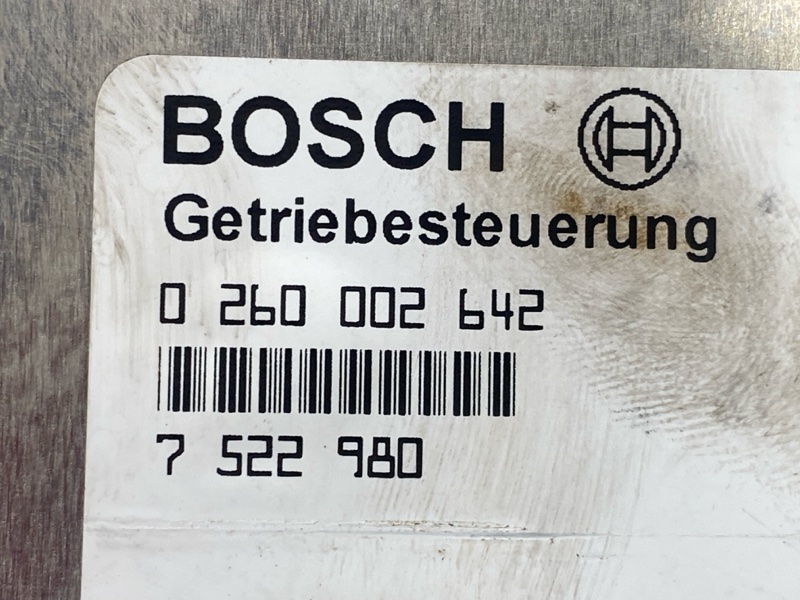 BOSCH
Getriebesteuerung
0 260 002 642
7 522 980